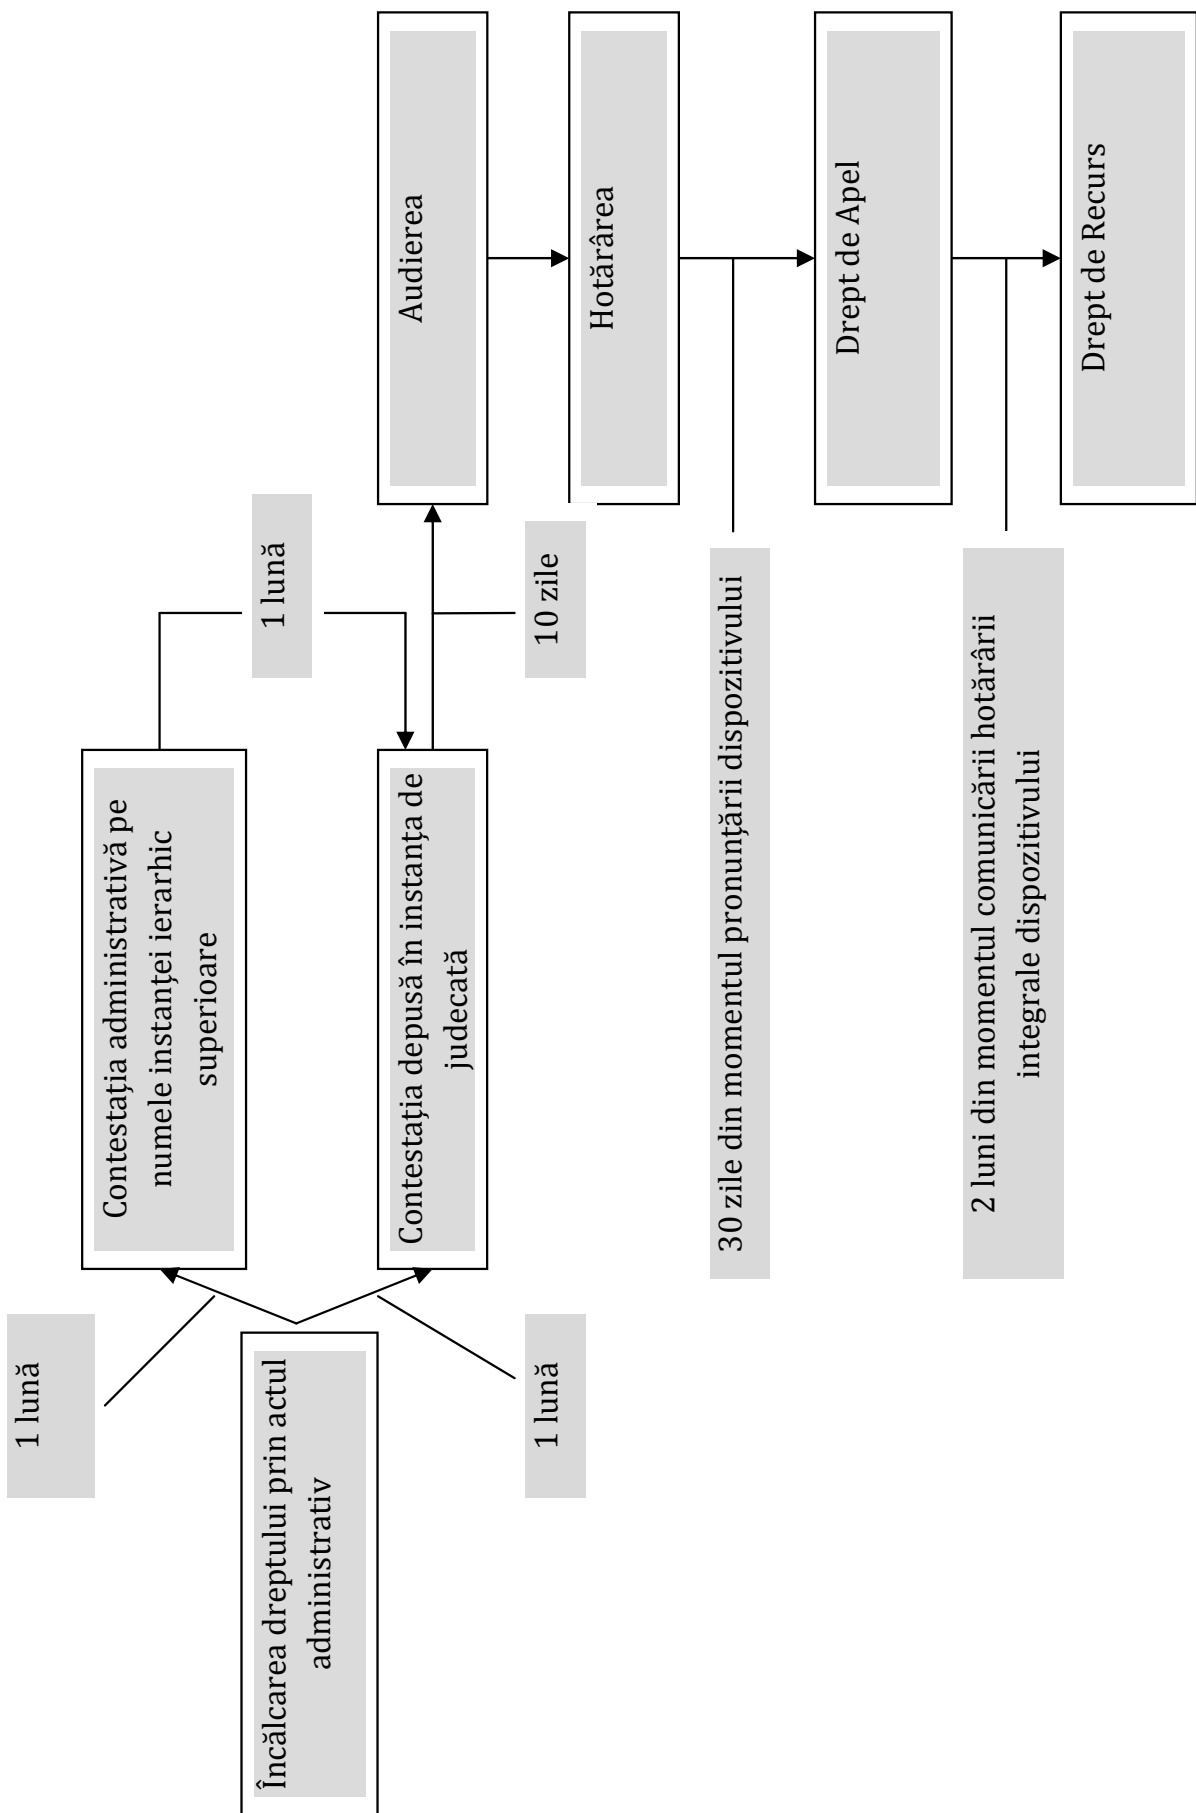 1 lună
Contestația administrativă pe
numele instanței ierarhic
superioare
1 lună
Încălcarea dreptului prin actul
administrativ
Contestația depusă în instanța de
judecată
Audierea
1 lună
10 zile
Hotărârea
30 zile din momentul pronunțării dispozitivului
Drept de Apel
2 luni din momentul comunicării hotărârii
integrale dispozitivului
Drept de Recurs